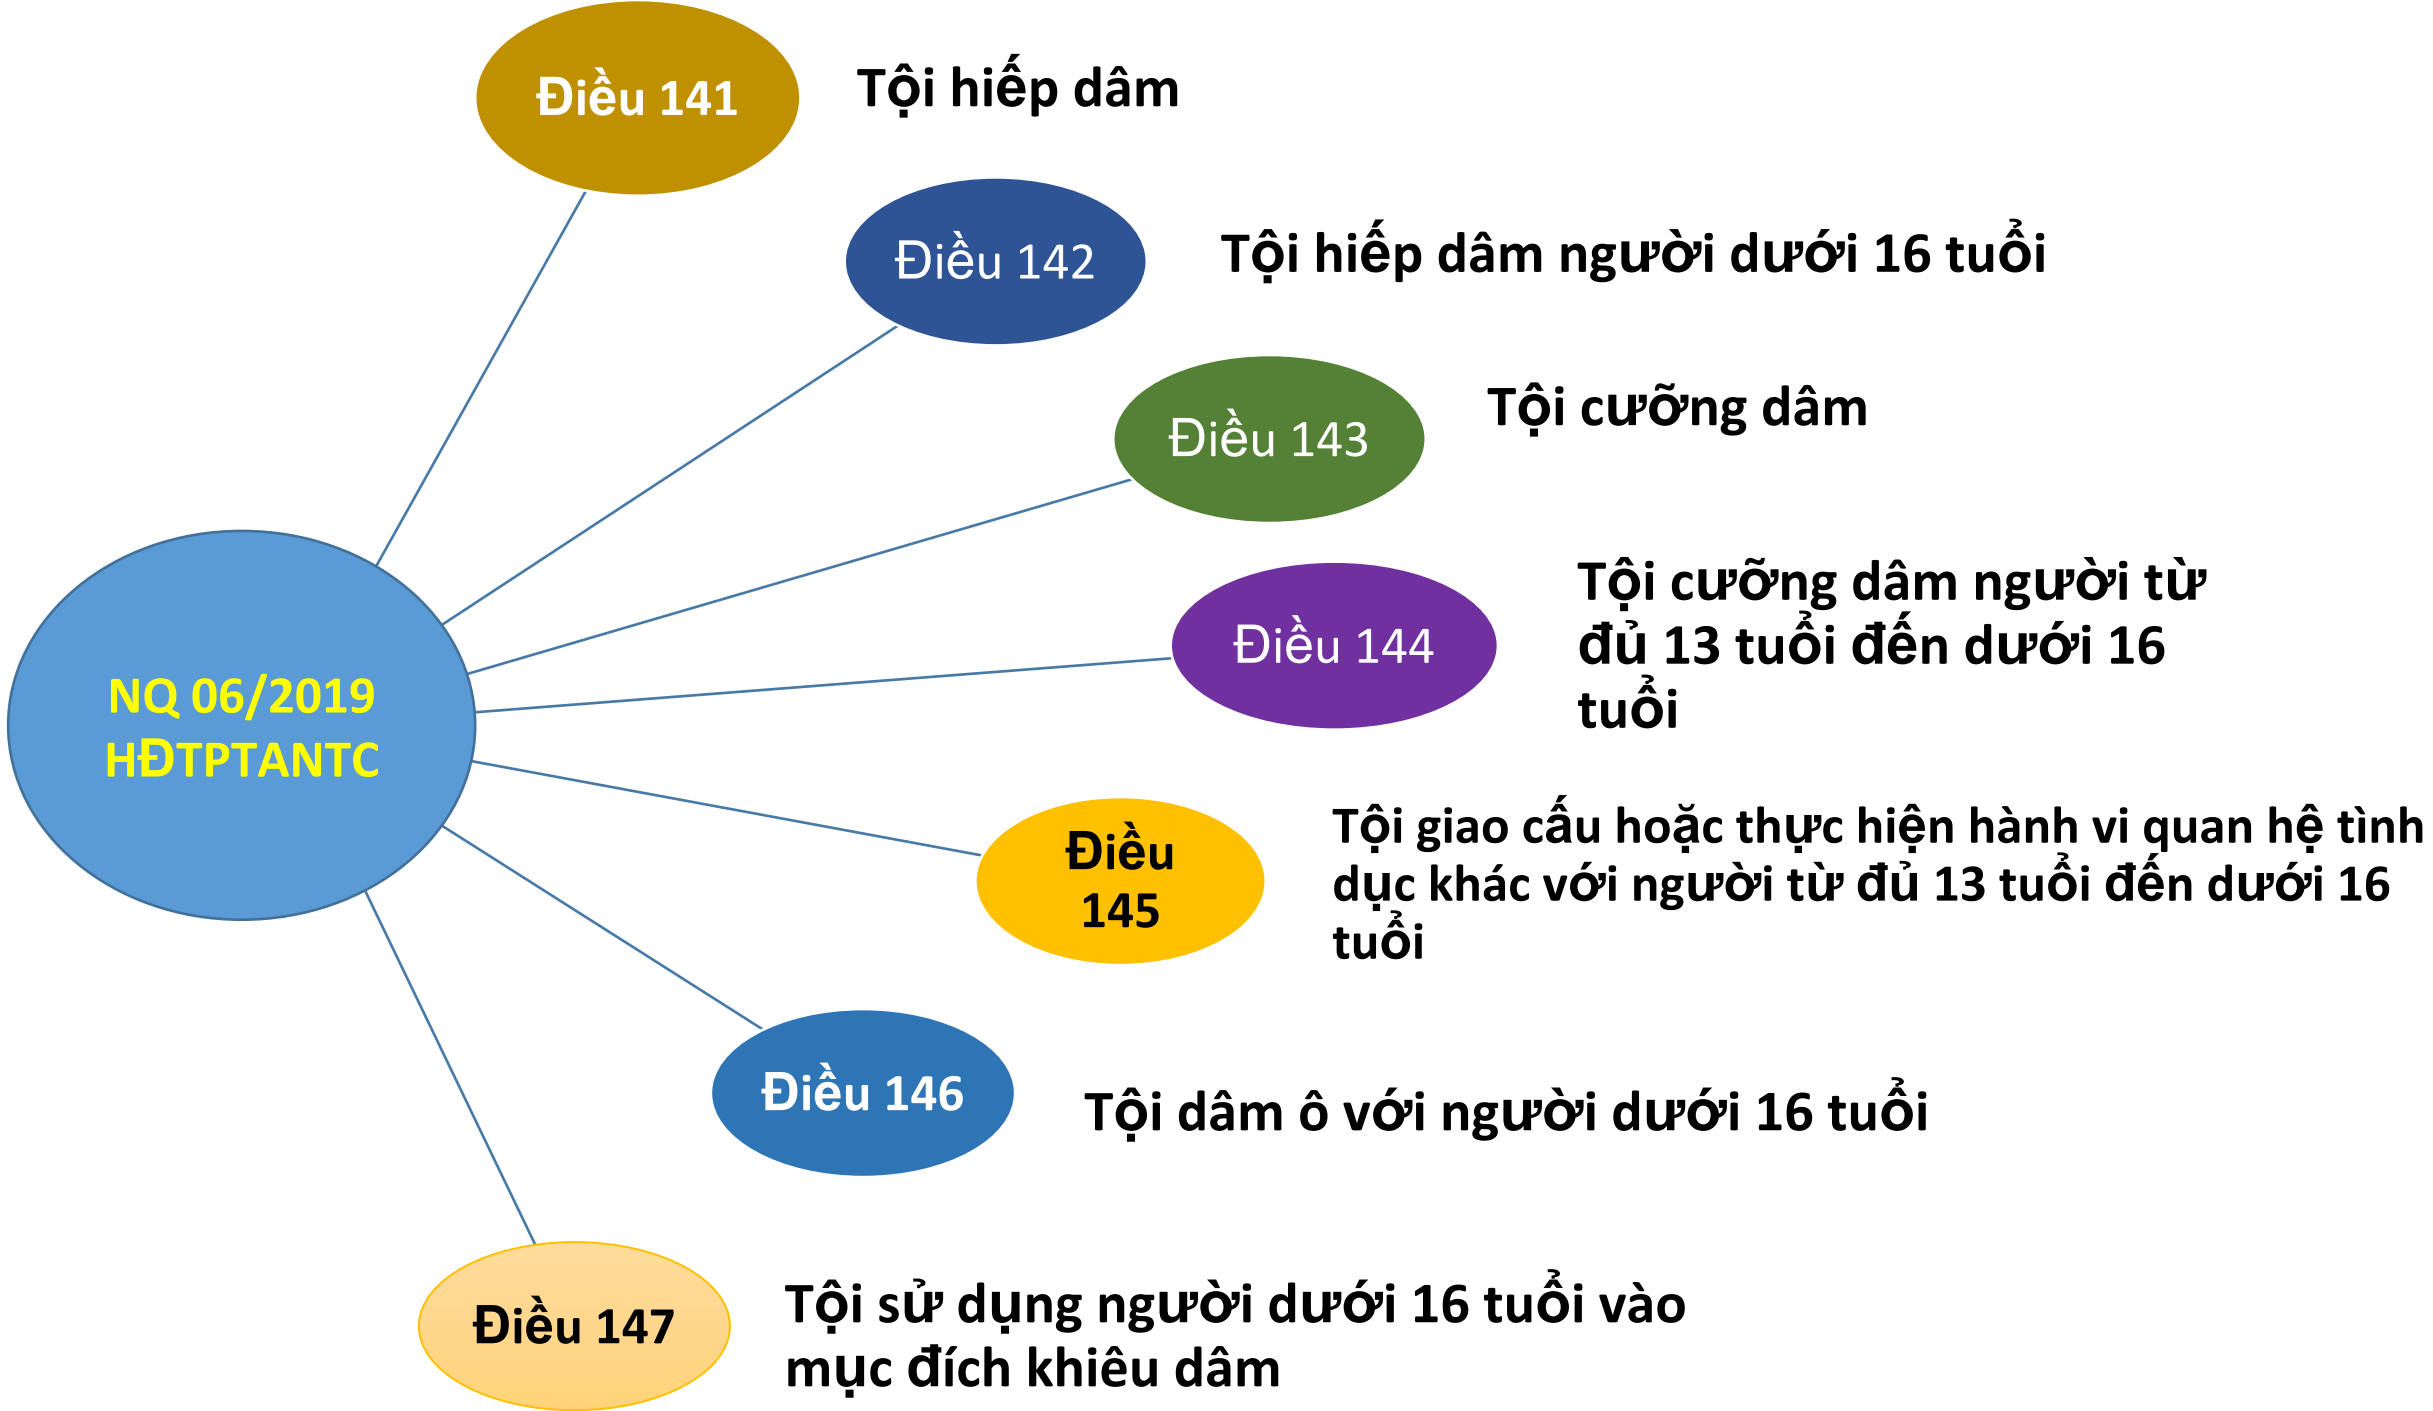 Điều 141
Tội hiếp dâm
Điều 142
Tội hiếp dâm người dưới 16 tuổi
Điều 143
Tội cưỡng dâm
Điều 144
Tội cưỡng dâm người từ
đủ 13 tuổi đến dưới 16
tuổi
NQ 06/2019
HĐTPTANTC
Điều
145
Tội giao cấu hoặc thực hiện hành vi quan hệ tình
dục khác với người từ đủ 13 tuổi đến dưới 16
tuổi
Điều 146
Tội dâm ô với người dưới 16 tuổi
Điều 147
Tội sử dụng người dưới 16 tuổi vào
mục đích khiêu dâm